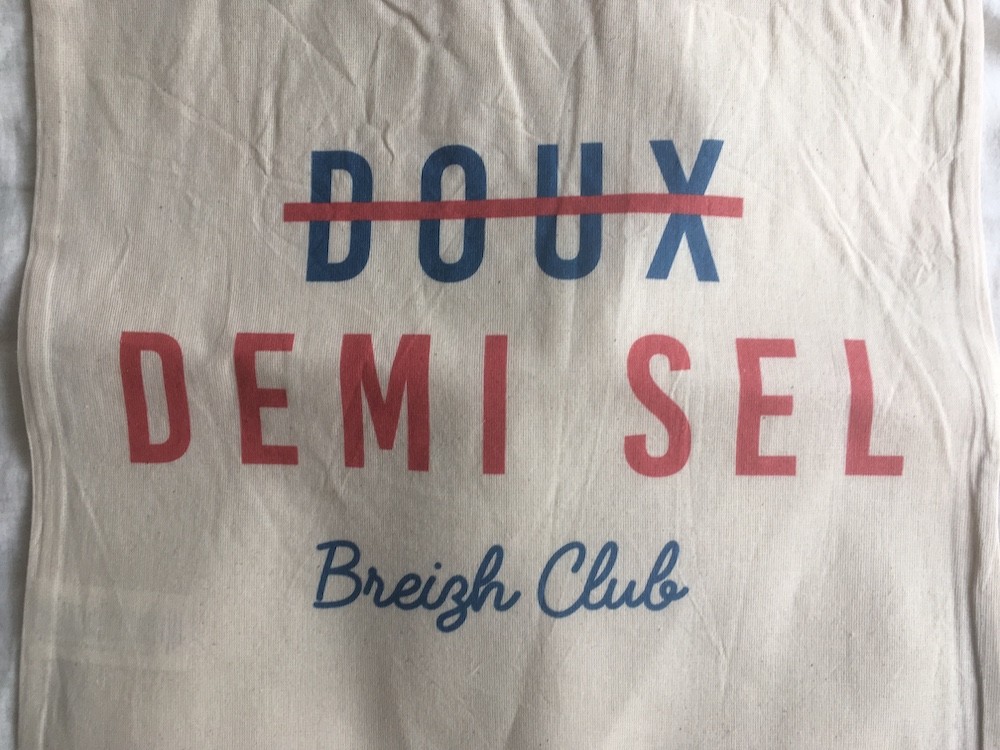 DOUX
DEMI SEL
Breizh Club